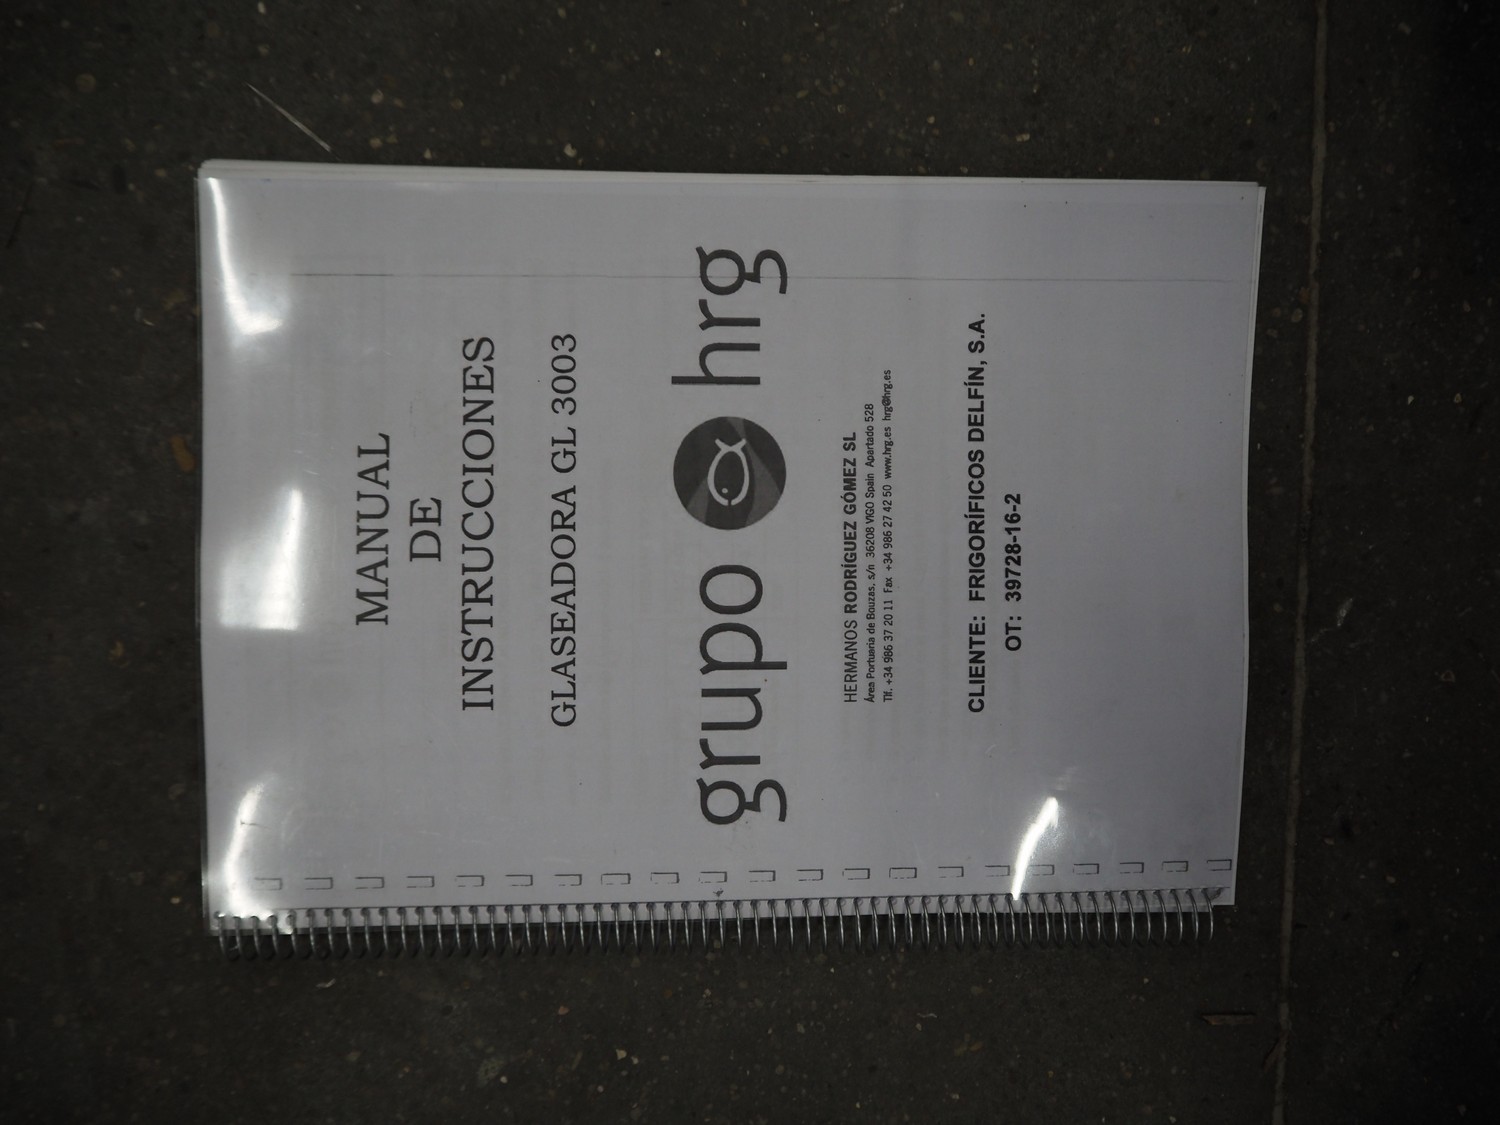 MANUAL
DE
INSTRUCCIONES
GLASEADORA GL 3003
grupo hrg
HERMANOS RODRÍGUEZ GÓMEZ SL
Área Portuaria de Bouzas, s/n 36208 VIGO Spain Apartado 528
Tlf. +34 986 37 20 11 Fax +34 986 27 42 50 www.hrg.es hrg@hrg.es
CLIENTE: FRIGORÍFICOS DELFÍN, S.A.
OT: 39728-16-2